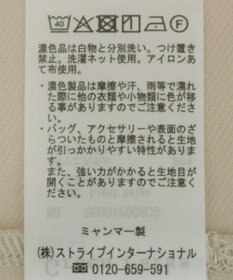 40
濃色品は白物と分別洗い。つけ置き
禁止。洗濯ネット使用。アイロンあ
て布使用。
・濃色製品は摩擦や汗、雨等で濡れ
た際に他の衣類や小物類に色が移
る事がありますのでご注意くださ
い。
・バッグ、アクセサリーや表面のざ
らついたものと摩擦されると生地
が引っかかりやすい特性がありま
す。
また、強い力がかかると生地目が
開くことがありますのでご注意く
ださい。
ミャンマー製
(株)ストライプインターナショナル
0120-659-591